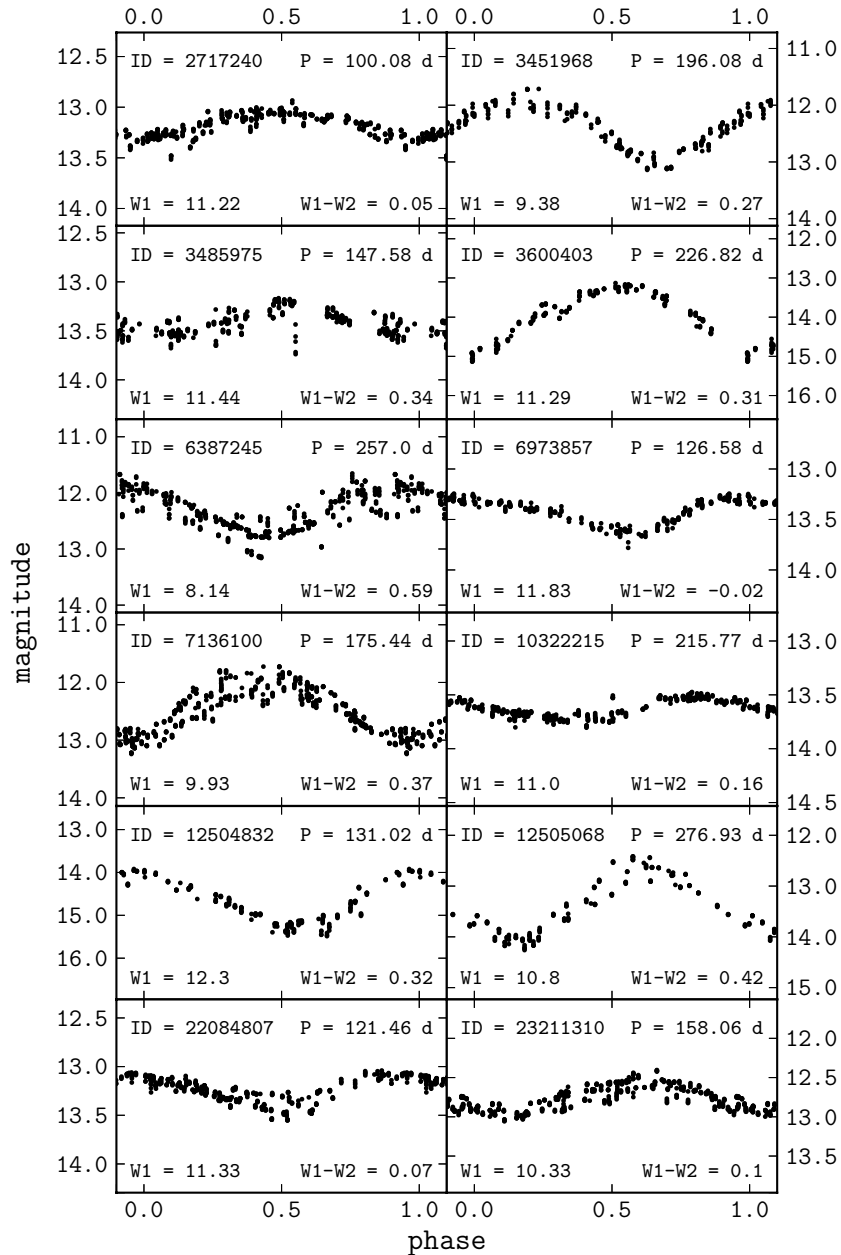 0.0 0.5 1.0 0.0 0.5 1.0
ID = 2717240 P = 100.08 d
12.5
13.0
13.5
14.0
W1 = 11.22 W1-W2 = 0.05
ID = 3451968 P = 196.08 d
11.0
12.0
13.0
14.0
W1 = 9.38 W1-W2 = 0.27
ID = 3485975 P = 147.58 d
12.5
13.0
13.5
14.0
W1 = 11.44 W1-W2 = 0.34
ID = 3600403 P = 226.82 d
12.0
13.0
14.0
15.0
16.0
W1 = 11.29 W1-W2 = 0.31
ID = 6387245 P = 257.0 d
11.0
12.0
13.0
14.0
W1 = 8.14 W1-W2 = 0.59
ID = 6973857 P = 126.58 d
13.0
13.5
14.0
W1 = 11.83 W1-W2 = -0.02
magnitude
ID = 7136100 P = 175.44 d
11.0
12.0
13.0
14.0
W1 = 9.93 W1-W2 = 0.37
ID = 10322215 P = 215.77 d
13.0
13.5
14.0
14.5
W1 = 11.0 W1-W2 = 0.16
ID = 12504832 P = 131.02 d
13.0
14.0
15.0
16.0
W1 = 12.3 W1-W2 = 0.32
ID = 12505068 P = 276.93 d
12.0
13.0
14.0
15.0
W1 = 10.8 W1-W2 = 0.42
ID = 22084807 P = 121.46 d
12.5
13.0
13.5
14.0
W1 = 11.33 W1-W2 = 0.07
ID = 23211310 P = 158.06 d
12.0
12.5
13.0
13.5
W1 = 10.33 W1-W2 = 0.1
0.0 0.5 1.0 0.0 0.5 1.0
phase